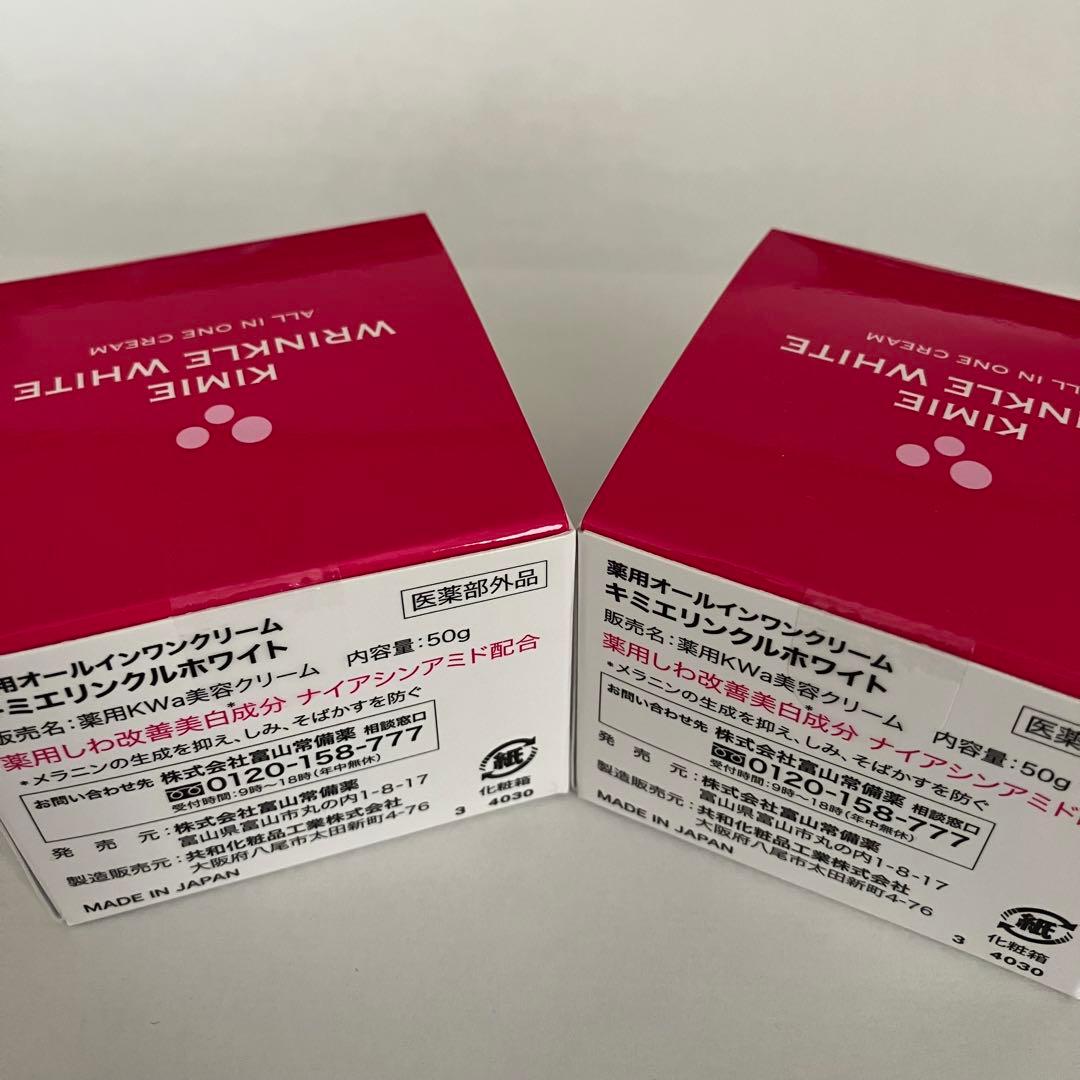 KIMIE
WRINKLE WHITE
ALL IN ONE CREAM
医薬部外品
用オールインワンクリーム
キミエリンクルホワイト
販売名：薬用KWa美容クリーム 内容容量：50g
薬用しわ改善美白成分* ナイアシンアミド配合
*メラニンの生成を抑え、しみ、そばかすを防ぐ
お問い合わせ先 株式会社富山常備薬 相談窓口
0120-158-777
受付時間：9時～18時(年中無休)
発売元：株式会社富山常備薬
富山県富山市丸の内1-8-17
製造販売元：共和化粧品工業株式会社
大阪府八尾市太田新町4-76
MADE IN JAPAN
紙
化粧箱
3 4030
KIMIE
INKLE WHITE
ALL IN ONE CREAM
薬用オールインワンクリーム
キミエリンクルホワイト
販売名：薬用KWa美容クリーム 内容量：50g
医薬
薬用しわ改善美白成分* ナイアシンアミド
*メラニンの生成を抑え、しみ、そばかすを防ぐ
お問い合わせ先 株式会社富山常備薬 相談窓口
0120-158-777
受付時間：9時～18時(年中無休)
発売元：株式会社富山常備薬
富山県富山市丸の内1-8-17
製造販売元：共和化粧品工業株式会社
大阪府八尾市太田新町4-76
MADE IN JAPAN
紙
化粧箱
3 4030